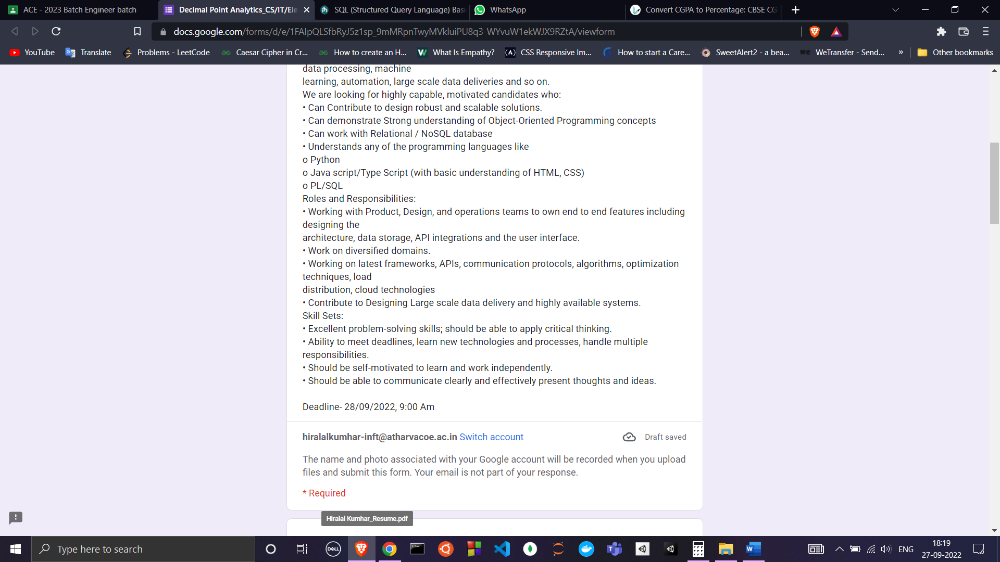 ACE - 2023 Batch Engineer batch
Decimal Point Analytics_CS/IT/Ele
SQL (Structured Query Language) Basi
WhatsApp
Convert CGPA to Percentage: CBSE CG
docs.google.com/forms/d/e/1FAIpQLSfbRyJ5z1sp_9mMRpnTwyMVkluiPU8q3-WYvuW1ekWJX9RZtA/viewform
YouTube
Translate
Problems - LeetCode
Caesar Cipher in Cr...
How to create an H...
What Is Empathy?
CSS Responsive Im...
How to start a Care...
SweetAlert2 - a bea...
WeTransfer - Send...
»
Other bookmarks
data processing, machine
learning, automation, large scale data deliveries and so on.
We are looking for highly capable, motivated candidates who:
• Can Contribute to design robust and scalable solutions.
• Can demonstrate Strong understanding of Object-Oriented Programming concepts
• Can work with Relational / NoSQL database
• Understands any of the programming languages like
o Python
o Java script/Type Script (with basic understanding of HTML, CSS)
o PL/SQL
Roles and Responsibilities:
• Working with Product, Design, and operations teams to own end to end features including
designing the
architecture, data storage, API integrations and the user interface.
• Work on diversified domains.
• Working on latest frameworks, APIs, communication protocols, algorithms, optimization
techniques, load
distribution, cloud technologies
• Contribute to Designing Large scale data delivery and highly available systems.
Skill Sets:
• Excellent problem-solving skills; should be able to apply critical thinking.
• Ability to meet deadlines, learn new technologies and processes, handle multiple
responsibilities.
• Should be self-motivated to learn and work independently.
• Should be able to communicate clearly and effectively present thoughts and ideas.
Deadline- 28/09/2022, 9:00 Am
hiralalkumhar-inft@atharvacoe.ac.in Switch account
Draft saved
The name and photo associated with your Google account will be recorded when you upload
files and submit this form. Your email is not part of your response.
* Required
Hiralal Kumhar_Resume.pdf
Type here to search
DELL
ENG
18:19
27-09-2022